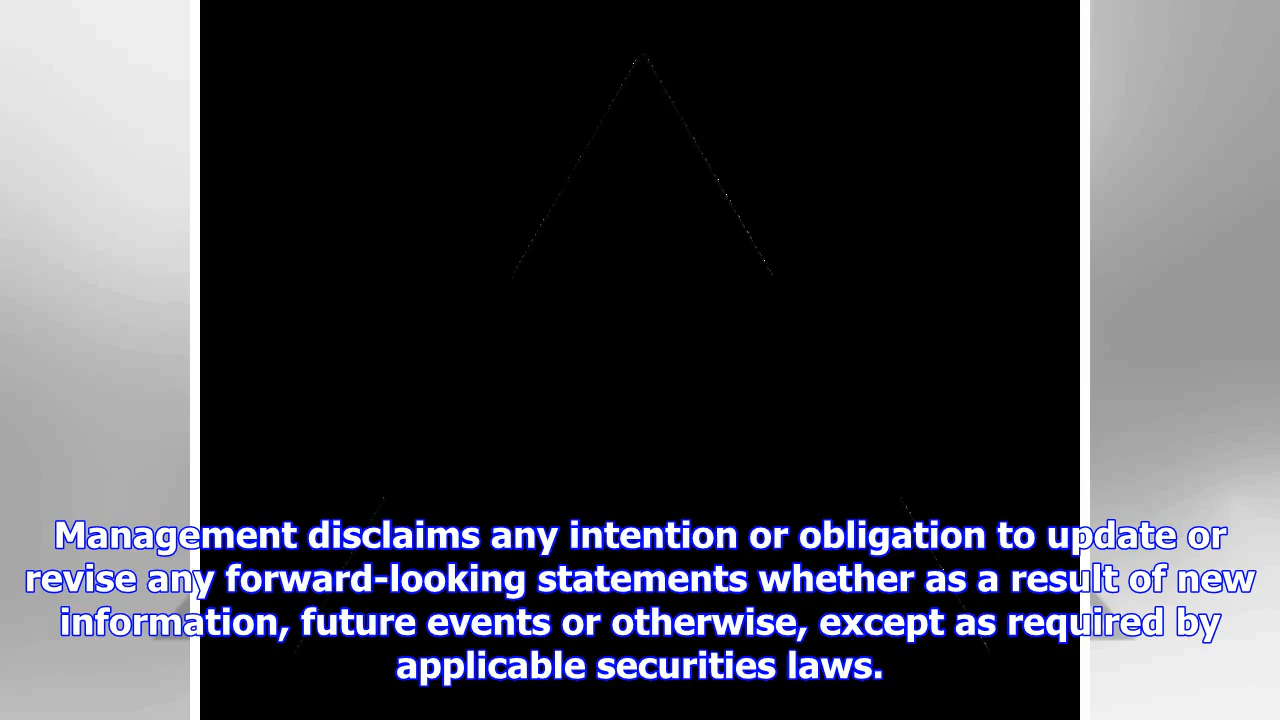 Management disclaims any intention or obligation to update or
revise any forward-looking statements whether as a result of new
information, future events or otherwise, except as required by
applicable securities laws.